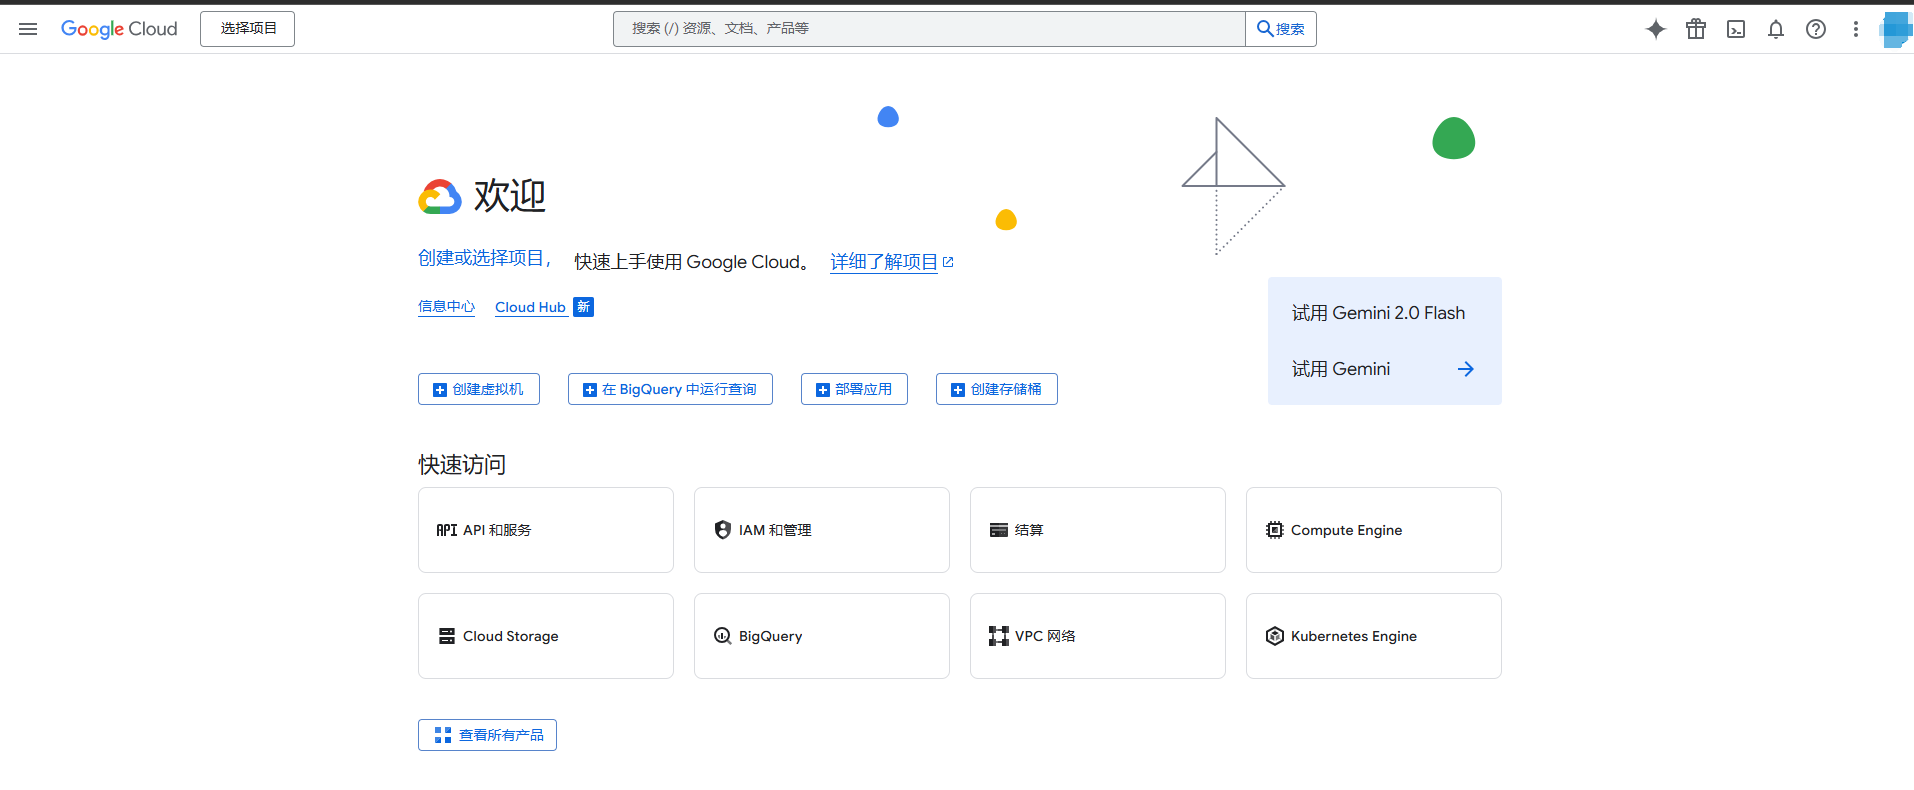 Google Cloud 选择项目 搜索 (/) 资源、文档、产品等 搜索
欢迎
创建或选择项目, 快速上手使用 Google Cloud。 详细了解项目
信息中心 Cloud Hub 新
试用 Gemini 2.0 Flash
试用 Gemini
创建虚拟机 在 BigQuery 中运行查询 部署应用 创建存储桶
快速访问
API API 和服务 IAM 和管理 结算 Compute Engine
Cloud Storage BigQuery VPC 网络 Kubernetes Engine
查看所有产品